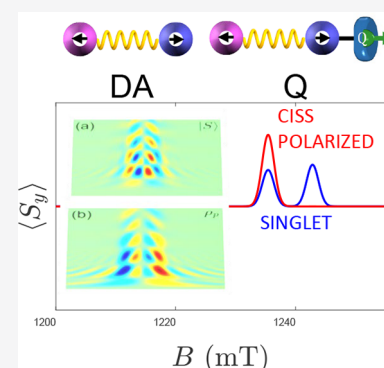 Q
DA Q
CISS
POLARIZED
SINGLET
(a) |S⟩
(b) P_P
⟨S_y⟩
1200 1220 1240
B (mT)